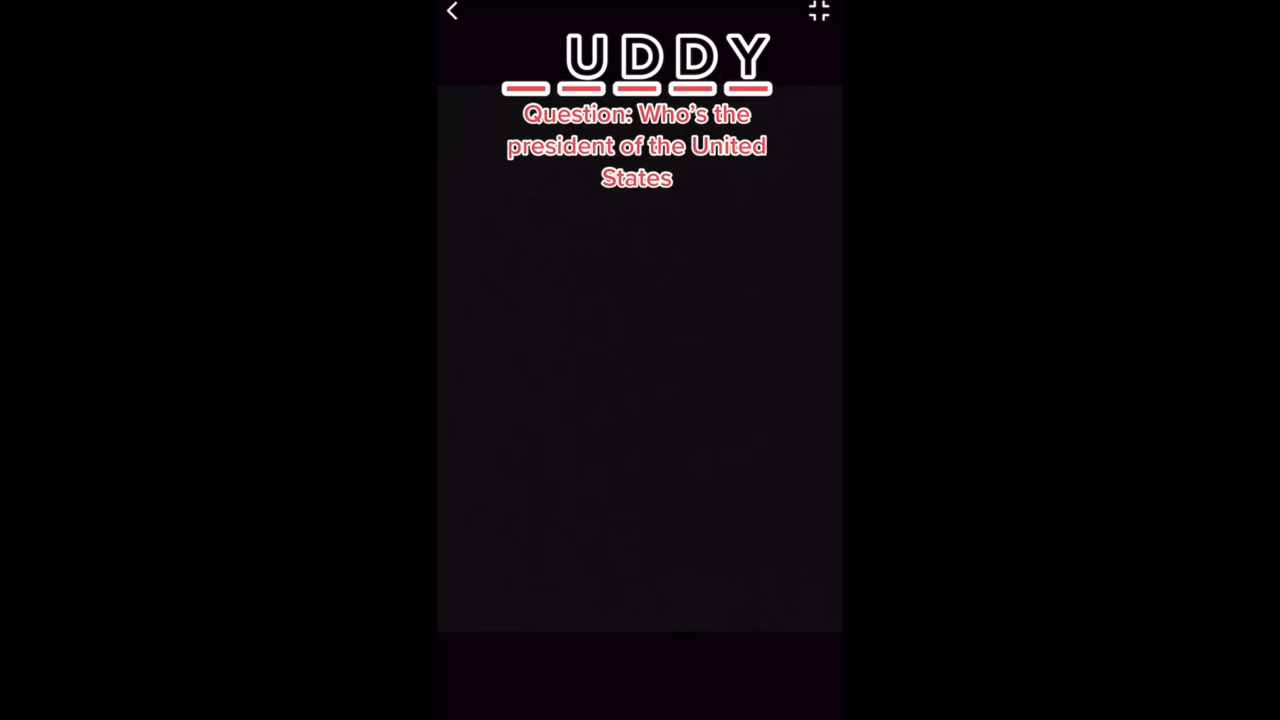 _ UDDY
Question: Who's the
president of the United
States